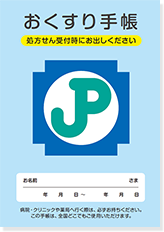 おくすり手帳
処方せん受付時にお出しください
JP
お名前 さま
年 月 日～ 年 月 日
病院・クリニックや薬局へ行く際は、必ずお持ちください。
この手帳は、全国どこでもご使用いただけます。